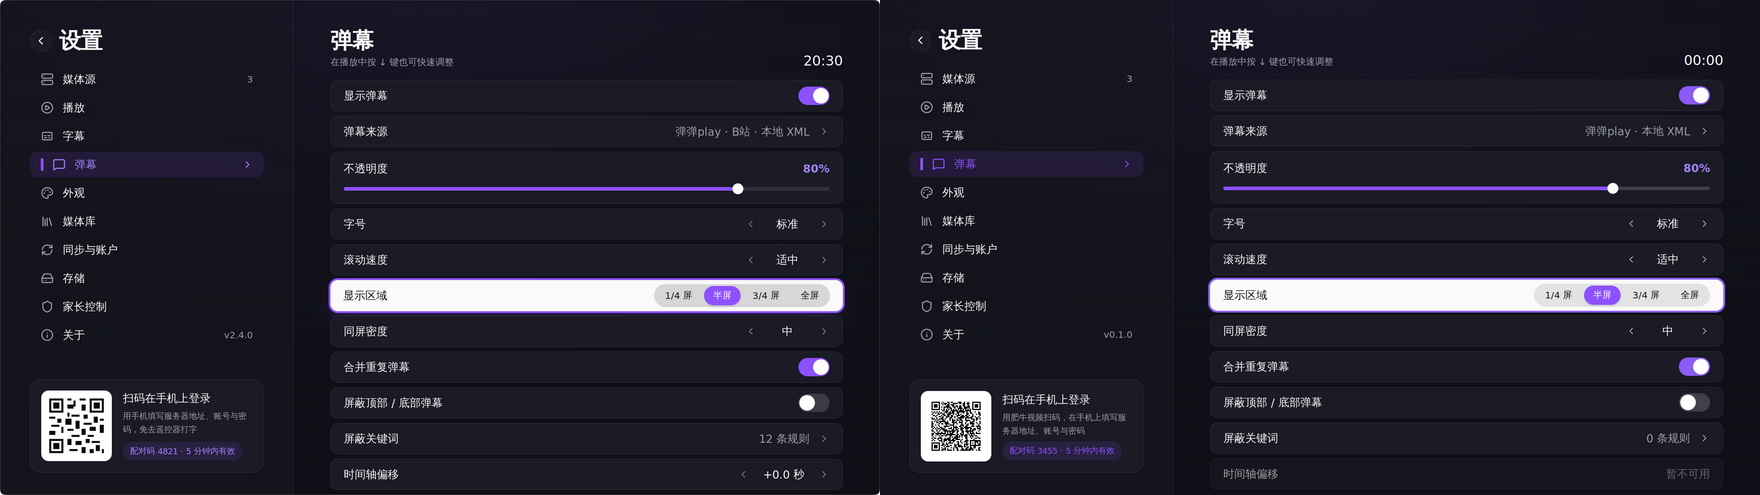 设置
媒体源 3
播放
字幕
弹幕
外观
媒体库
同步与账户
存储
家长控制
关于 v2.4.0
扫码在手机上登录
用手机填写服务器地址、账号与密
码，免去遥控器打字
配对码 4821 · 5 分钟内有效
弹幕
在播放中按 ↓ 键也可快速调整
20:30
显示弹幕
弹幕来源 弹弹play · B站 · 本地 XML
不透明度 80%
字号 标准
滚动速度 适中
显示区域 1/4 屏 半屏 3/4 屏 全屏
同屏密度 中
合并重复弹幕
屏蔽顶部 / 底部弹幕
屏蔽关键词 12 条规则
时间轴偏移 +0.0 秒
设置
媒体源 3
播放
字幕
弹幕
外观
媒体库
同步与账户
存储
家长控制
关于 v0.1.0
扫码在手机上登录
用肥牛视频扫码，在手机上填写服
务器地址、账号与密码
配对码 3455 · 5 分钟内有效
弹幕
在播放中按 ↓ 键也可快速调整
00:00
显示弹幕
弹幕来源 弹弹play · 本地 XML
不透明度 80%
字号 标准
滚动速度 适中
显示区域 1/4 屏 半屏 3/4 屏 全屏
同屏密度 中
合并重复弹幕
屏蔽顶部 / 底部弹幕
屏蔽关键词 0 条规则
时间轴偏移 暂不可用